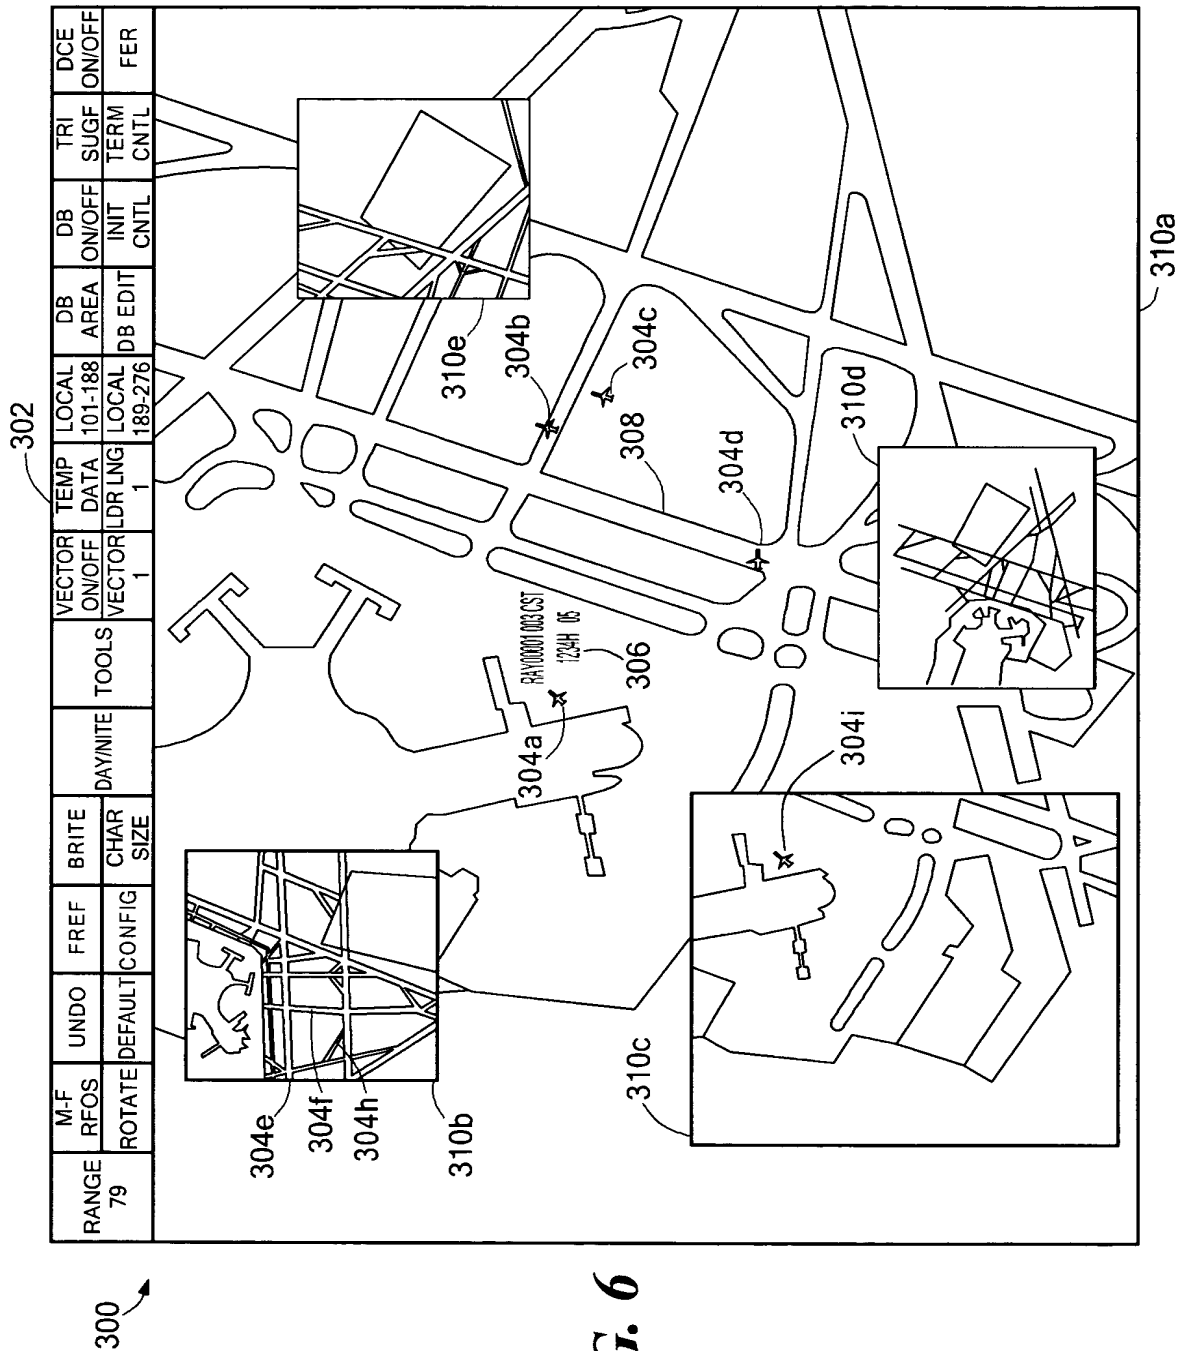 300
302
RANGE
79
M-F
RFOS
ROTATE
UNDO
DEFAULT
FREF
CONFIG
BRITE
CHAR
SIZE
DAY/NITE
TOOLS
VECTOR
ON/OFF
VECTOR
1
TEMP
DATA
LDR LNG
1
LOCAL
101-188
LOCAL
189-276
DB
AREA
DB EDIT
DB
ON/OFF
INIT
CNTL
TRI
SUGF
TERM
CNTL
DCE
ON/OFF
FER
304e
304f
304h
310b
304a
RAY00001 003 CST
1234H 05
306
310e
304b
304c
308
304d
310d
310c
304i
310a
6